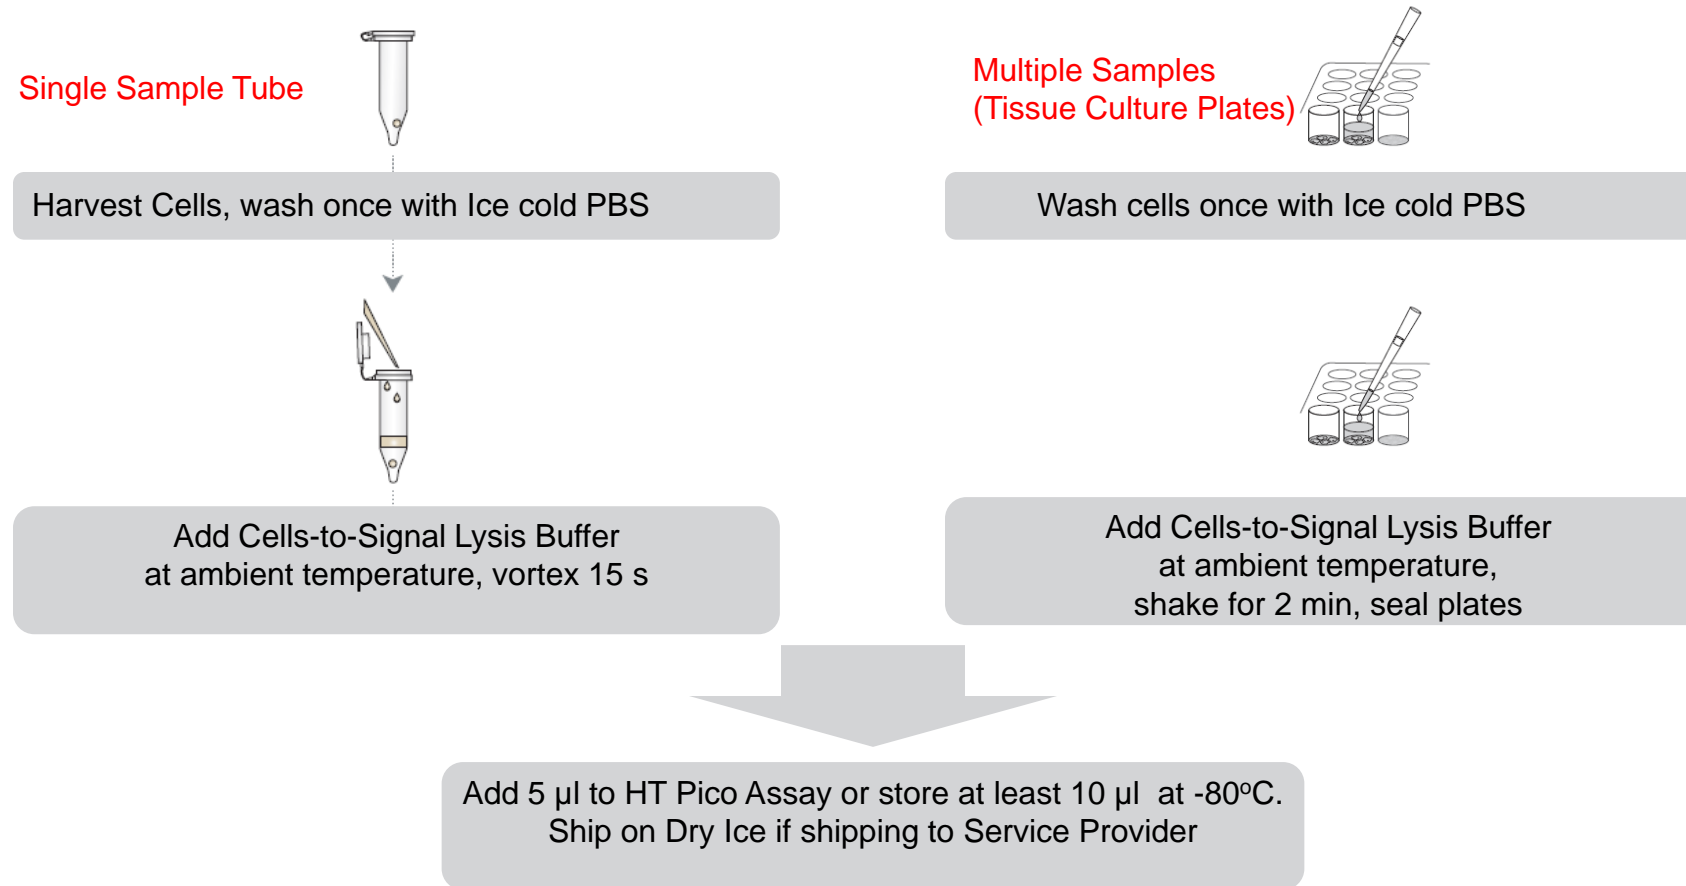 Single Sample Tube
Harvest Cells, wash once with Ice cold PBS
Add Cells-to-Signal Lysis Buffer
at ambient temperature, vortex 15 s
Multiple Samples
(Tissue Culture Plates)
Wash cells once with Ice cold PBS
Add Cells-to-Signal Lysis Buffer
at ambient temperature,
shake for 2 min, seal plates
Add 5 µl to HT Pico Assay or store at least 10 µl  at -80ºC.
Ship on Dry Ice if shipping to Service Provider